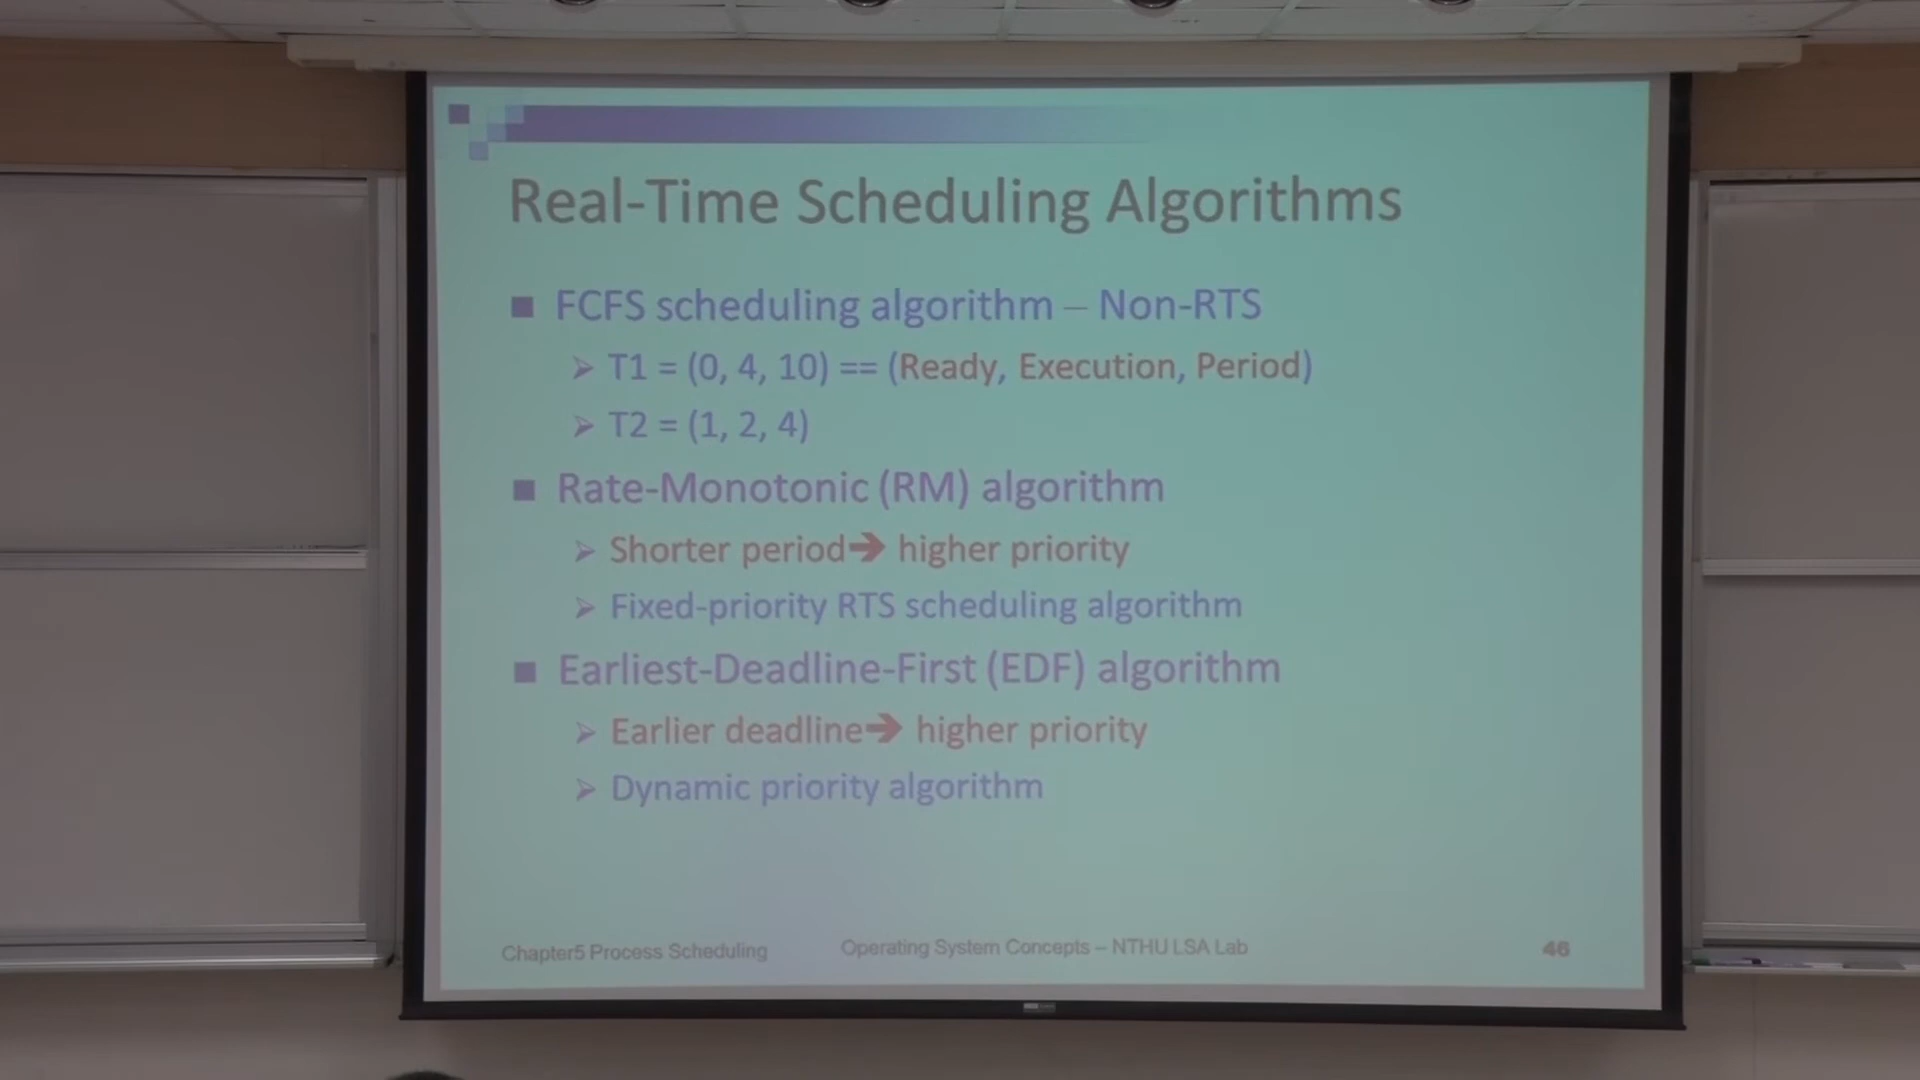 Real-Time Scheduling Algorithms
■ FCFS scheduling algorithm – Non-RTS
➢ T1 = (0, 4, 10) == (Ready, Execution, Period)
➢ T2 = (1, 2, 4)
■ Rate-Monotonic (RM) algorithm
➢ Shorter period➔ higher priority
➢ Fixed-priority RTS scheduling algorithm
■ Earliest-Deadline-First (EDF) algorithm
➢ Earlier deadline➔ higher priority
➢ Dynamic priority algorithm
Chapter5 Process Scheduling Operating System Concepts – NTHU LSA Lab 46